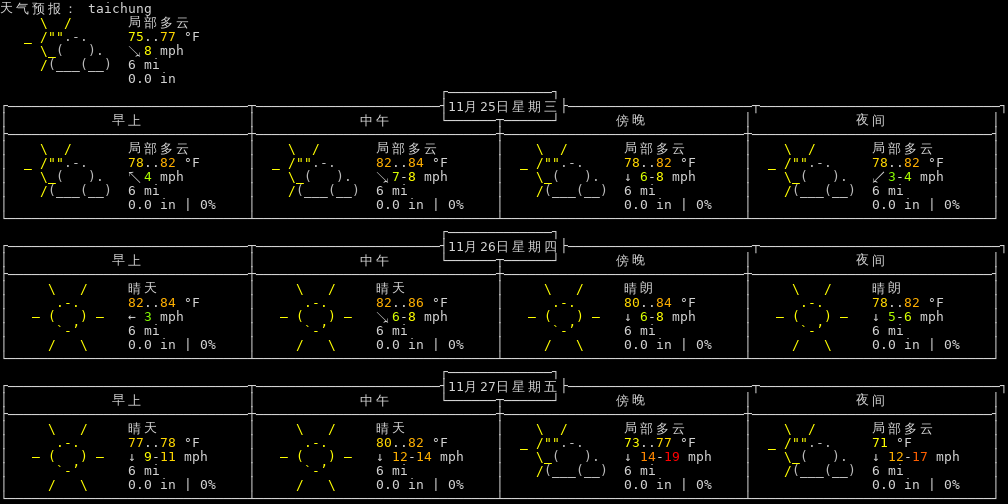 天气预报： taichung
局部多云
75..77 °F
↘8 mph
6 mi
0.0 in
11月25日星期三
早上 中午 傍晚 夜间
局部多云 局部多云 局部多云 局部多云
78..82 °F 82..84 °F 78..82 °F 78..82 °F
↖4 mph ↘7-8 mph ↓ 6-8 mph ↙3-4 mph
6 mi 6 mi 6 mi 6 mi
0.0 in | 0% 0.0 in | 0% 0.0 in | 0% 0.0 in | 0%
11月26日星期四
早上 中午 傍晚 夜间
晴天 晴天 晴朗 晴朗
82..84 °F 82..86 °F 80..84 °F 78..82 °F
← 3 mph ↘6-8 mph ↓ 6-8 mph ↓ 5-6 mph
6 mi 6 mi 6 mi 6 mi
0.0 in | 0% 0.0 in | 0% 0.0 in | 0% 0.0 in | 0%
11月27日星期五
早上 中午 傍晚 夜间
晴天 晴天 局部多云 局部多云
77..78 °F 80..82 °F 73..77 °F 71 °F
↓ 9-11 mph ↓ 12-14 mph ↓ 14-19 mph ↓ 12-17 mph
6 mi 6 mi 6 mi 6 mi
0.0 in | 0% 0.0 in | 0% 0.0 in | 0% 0.0 in | 0%